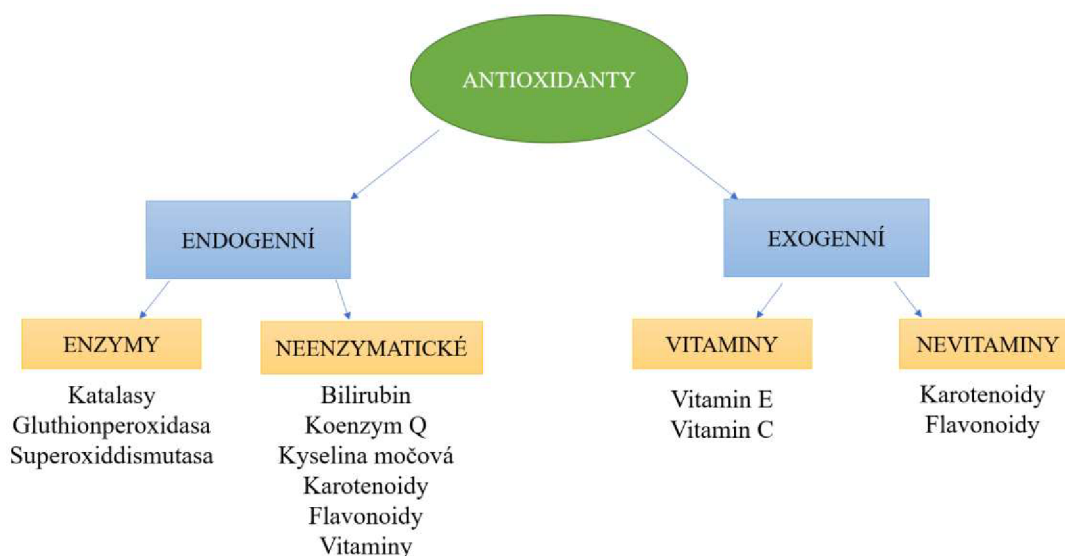 ANTIOXIDANTY
ENDOGENNÍ
EXOGENNÍ
ENZYMY
NEENZYMATICKÉ
VITAMINY
NEVITAMINY
Katalasy
Gluthionperoxidasa
Superoxiddismutasa
Bilirubin
Koenzym Q
Kyselina močová
Karotenoidy
Flavonoidy
Vitaminy
Vitamin E
Vitamin C
Karotenoidy
Flavonoidy